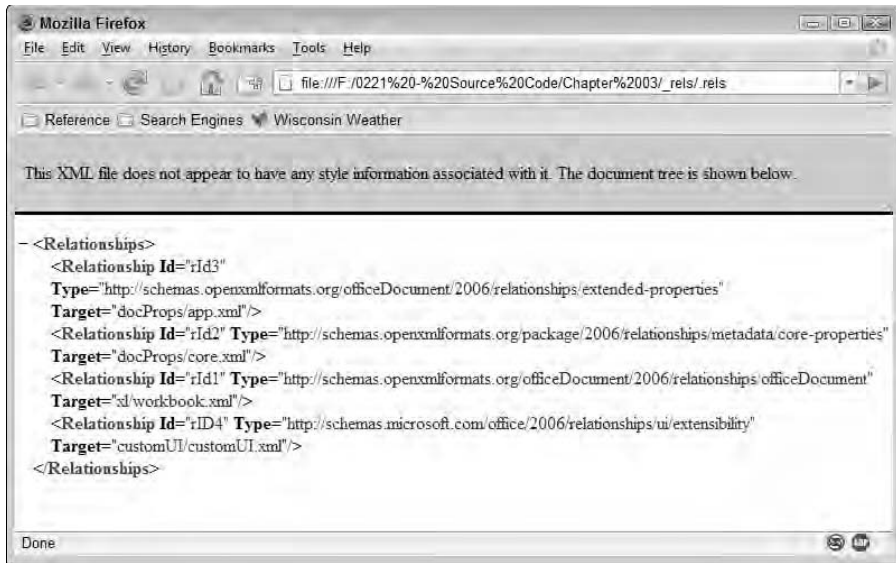 Mozilla Firefox
File Edit View History Bookmarks Tools Help
file:///F:/0221%20-%20Source%20Code/Chapter%2003/_rels/.rels
Reference Search Engines Wisconsin Weather
This XML file does not appear to have any style information associated with it. The document tree is shown below.
− <Relationships>
<Relationship Id="rId3"
Type="http://schemas.openxmlformats.org/officeDocument/2006/relationships/extended-properties"
Target="docProps/app.xml"/>
<Relationship Id="rId2" Type="http://schemas.openxmlformats.org/package/2006/relationships/metadata/core-properties"
Target="docProps/core.xml"/>
<Relationship Id="rId1" Type="http://schemas.openxmlformats.org/officeDocument/2006/relationships/officeDocument"
Target="xl/workbook.xml"/>
<Relationship Id="rID4" Type="http://schemas.microsoft.com/office/2006/relationships/ui/extensibility"
Target="customUI/customUI.xml"/>
</Relationships>
Done